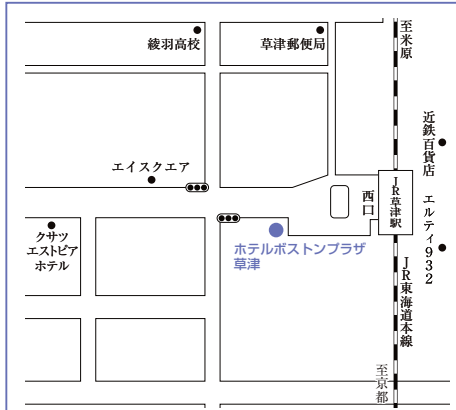 綾羽高校
草津郵便局
至米原
近鉄百貨店
エイスクエア
西口
JR草津駅
エルティ932
クサツ
エストピア
ホテル
ホテルボストンプラザ
草津
JR東海道本線
至京都